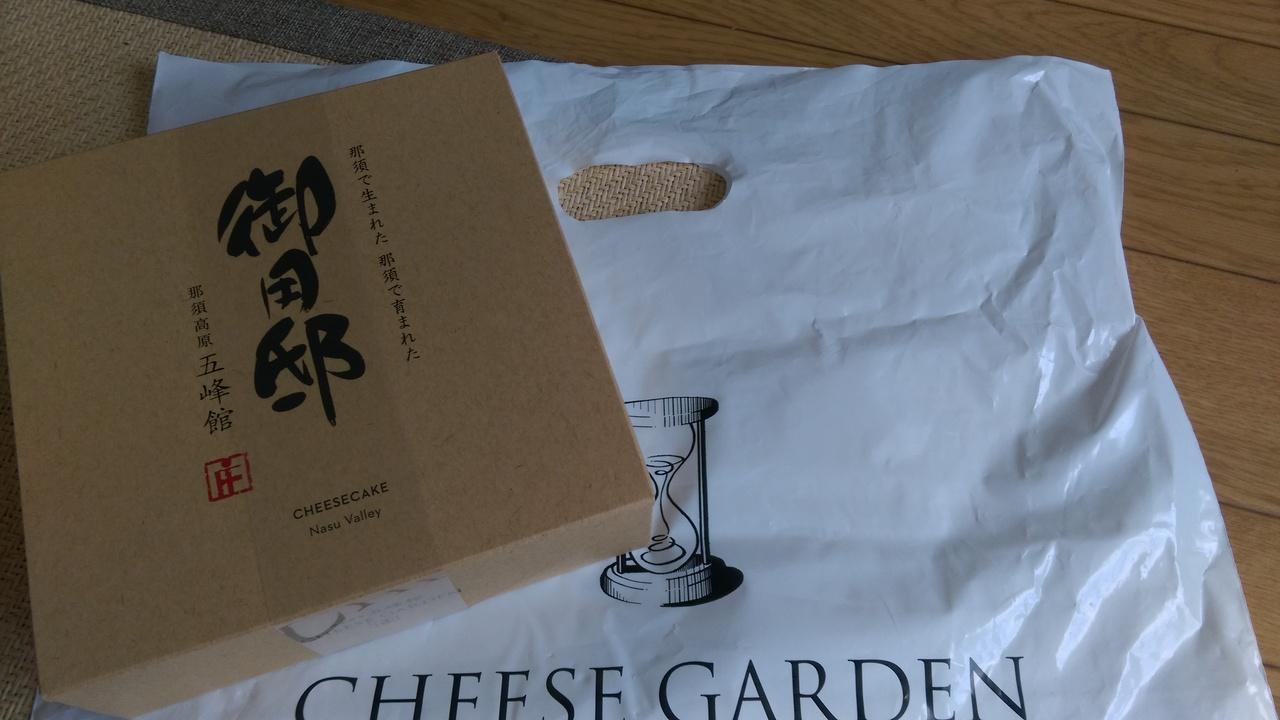 那須で生まれた 那須で育まれた
御用邸
那須高原 五峰館
CHEESECAKE
Nasu Valley
CHEESE GARDEN